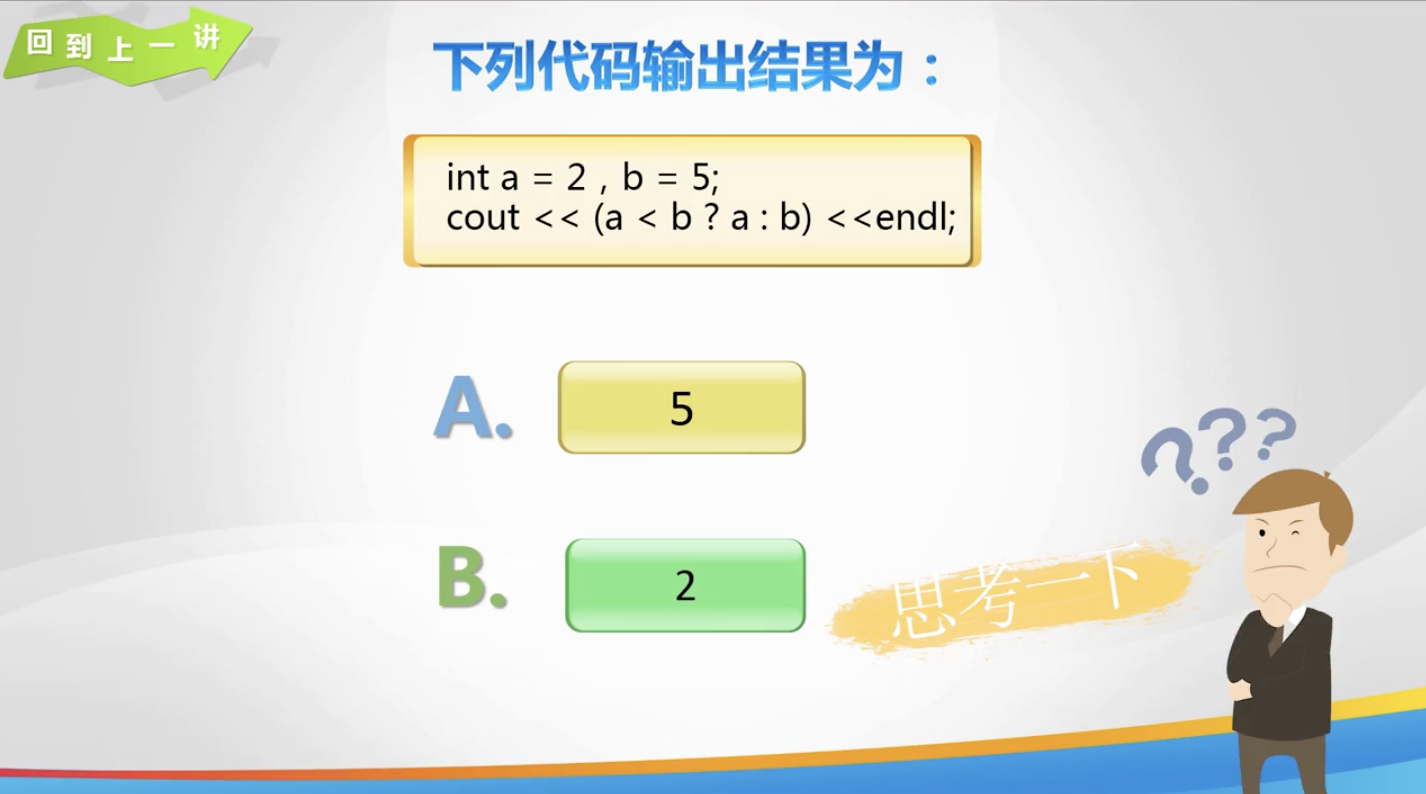 回到上一讲
下列代码输出结果为：
int a = 2 , b = 5;
cout << (a < b ? a : b) <<endl;
A. 5
???
B. 2
思考一下